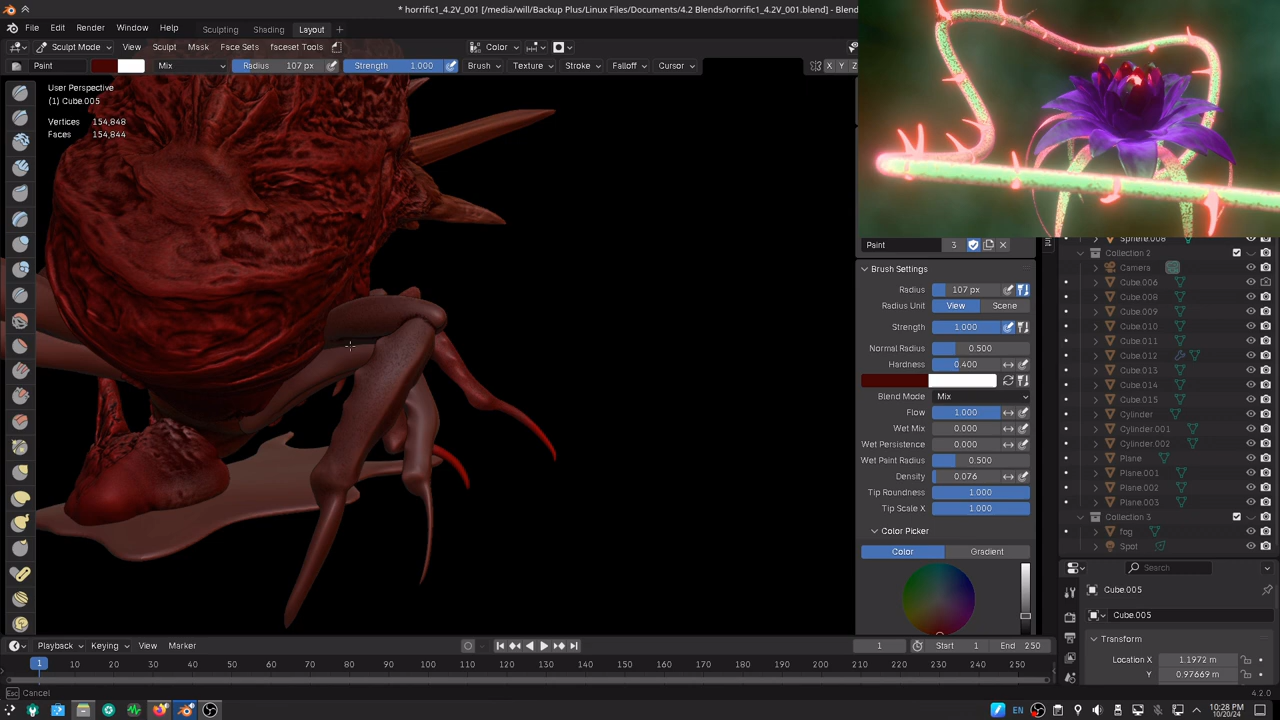 * horrific1_4.2V_001 [/media/will/Backup Plus/Linux Files/Documents/4.2 Blends/horrific1_4.2V_001.blend] - Blend
File Edit Render Window Help Sculpting Shading Layout
Sculpt Mode View Sculpt Mask Face Sets faceset Tools Color
Paint Mix Radius 107 px Strength 1.000 Brush Texture Stroke Falloff Cursor X Y Z
User Perspective
(1) Cube.005
Vertices 154,848
Faces 154,844
Paint 3
Sphere.008
Brush Settings
Radius 107 px
Radius Unit View Scene
Strength 1.000
Normal Radius 0.500
Hardness 0.400
Blend Mode Mix
Flow 1.000
Wet Mix 0.000
Wet Persistence 0.000
Wet Paint Radius 0.500
Density 0.076
Tip Roundness 1.000
Tip Scale X 1.000
Color Picker
Color Gradient
Collection 2
Camera
Cube.006
Cube.008
Cube.009
Cube.010
Cube.011
Cube.012
Cube.013
Cube.014
Cube.015
Cylinder
Cylinder.001
Cylinder.002
Plane
Plane.001
Plane.002
Plane.003
Collection 3
fog
Spot
Search
Cube.005
Cube.005
Transform
Location X 1.1972 m
Y 0.97669 m
Playback Keying View Marker 1 Start 1 End 250
1 10 20 30 40 50 60 70 80 90 100 110 120 130 140 150 160 170 180 190 200 210 220 230 240 250
Esc Cancel 4.2.0
EN 10:28 PM
10/20/24